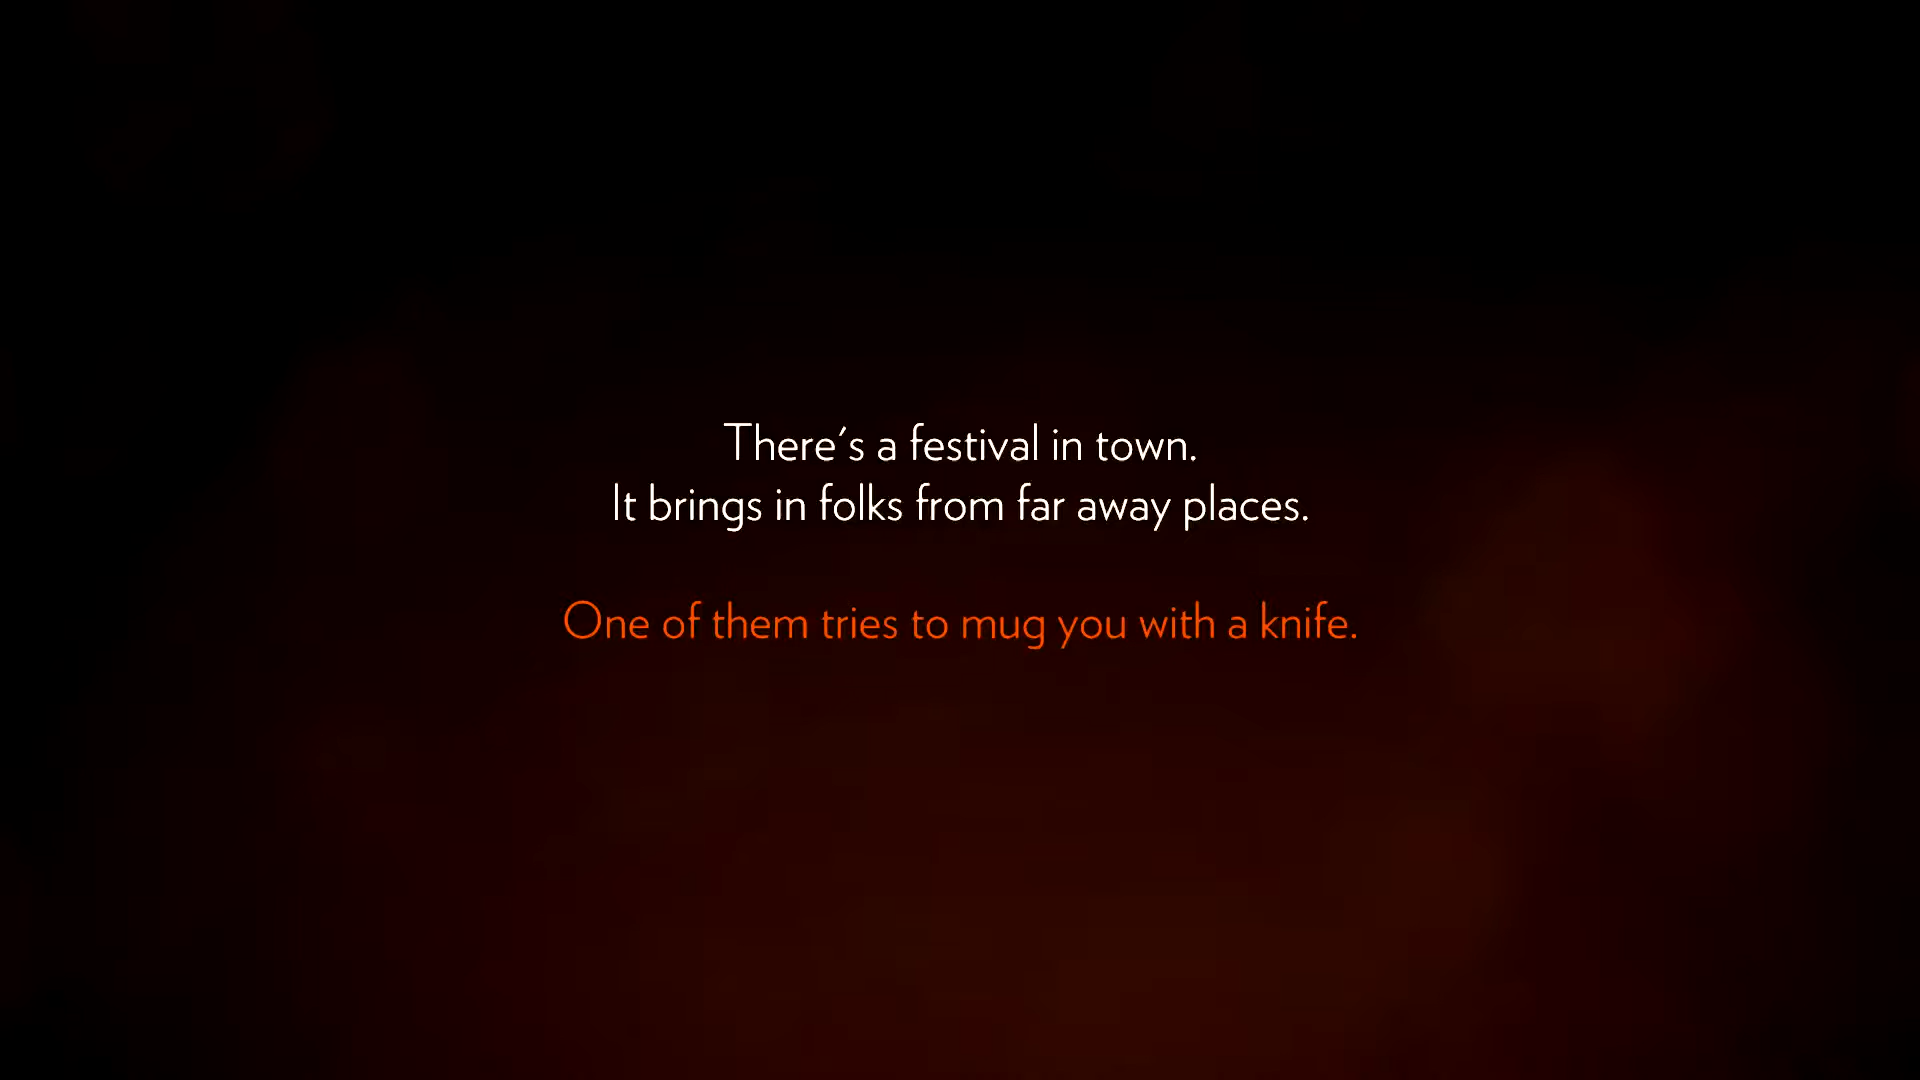 There's a festival in town.
It brings in folks from far away places.
One of them tries to mug you with a knife.